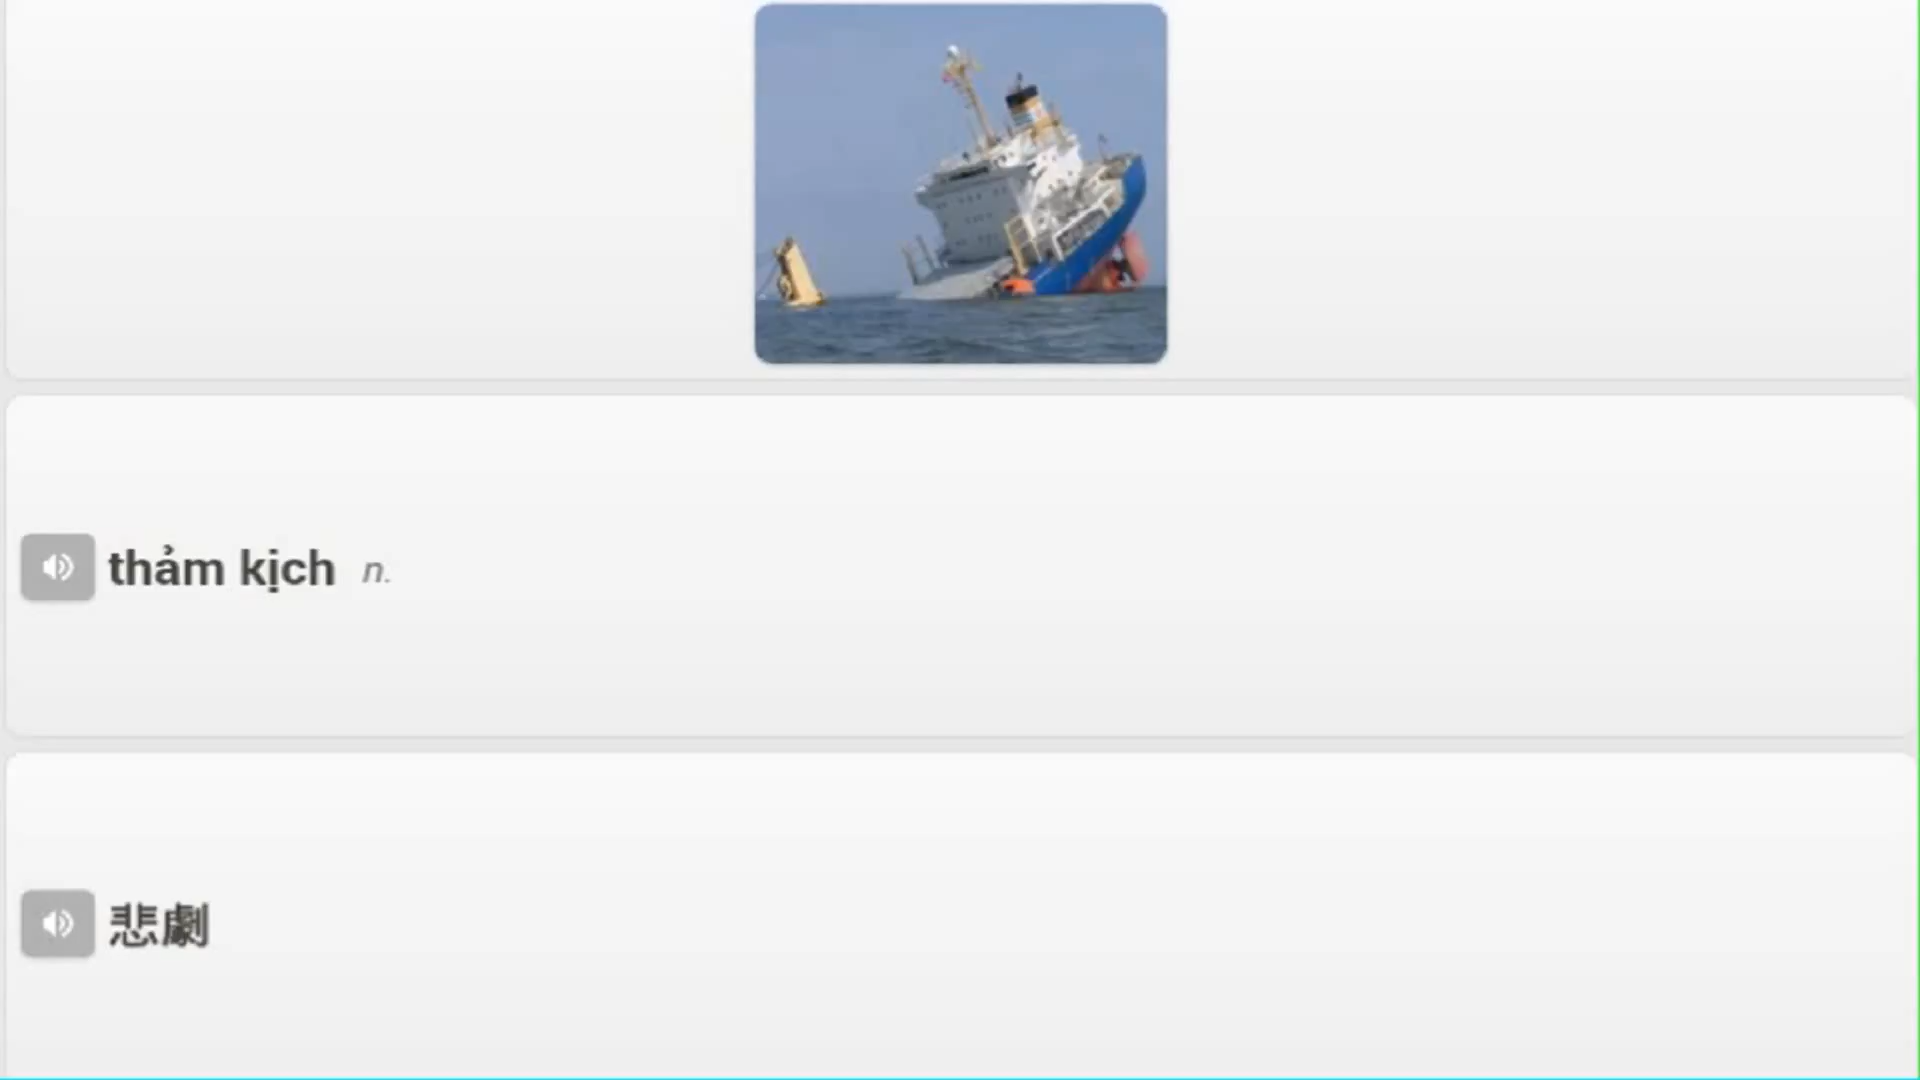 thảm kịch n.
悲劇